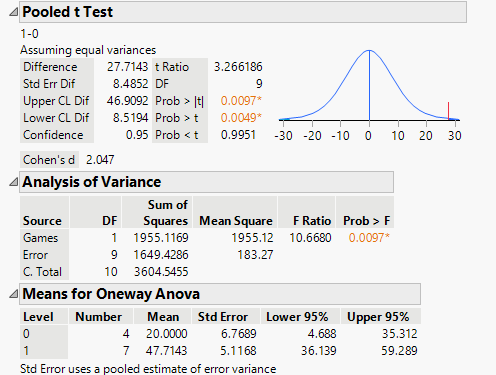 Pooled t Test
1-0
Assuming equal variances
Difference 27.7143 t Ratio 3.266186
Std Err Dif 8.4852 DF 9
Upper CL Dif 46.9092 Prob > |t| 0.0097*
Lower CL Dif 8.5194 Prob > t 0.0049*
Confidence 0.95 Prob < t 0.9951
-30 -20 -10 0 10 20 30
Cohen's d 2.047
Analysis of Variance
Sum of
Source DF Squares Mean Square F Ratio Prob > F
Games 1 1955.1169 1955.12 10.6680 0.0097*
Error 9 1649.4286 183.27
C. Total 10 3604.5455
Means for Oneway Anova
Level Number Mean Std Error Lower 95% Upper 95%
0 4 20.0000 6.7689 4.688 35.312
1 7 47.7143 5.1168 36.139 59.289
Std Error uses a pooled estimate of error variance